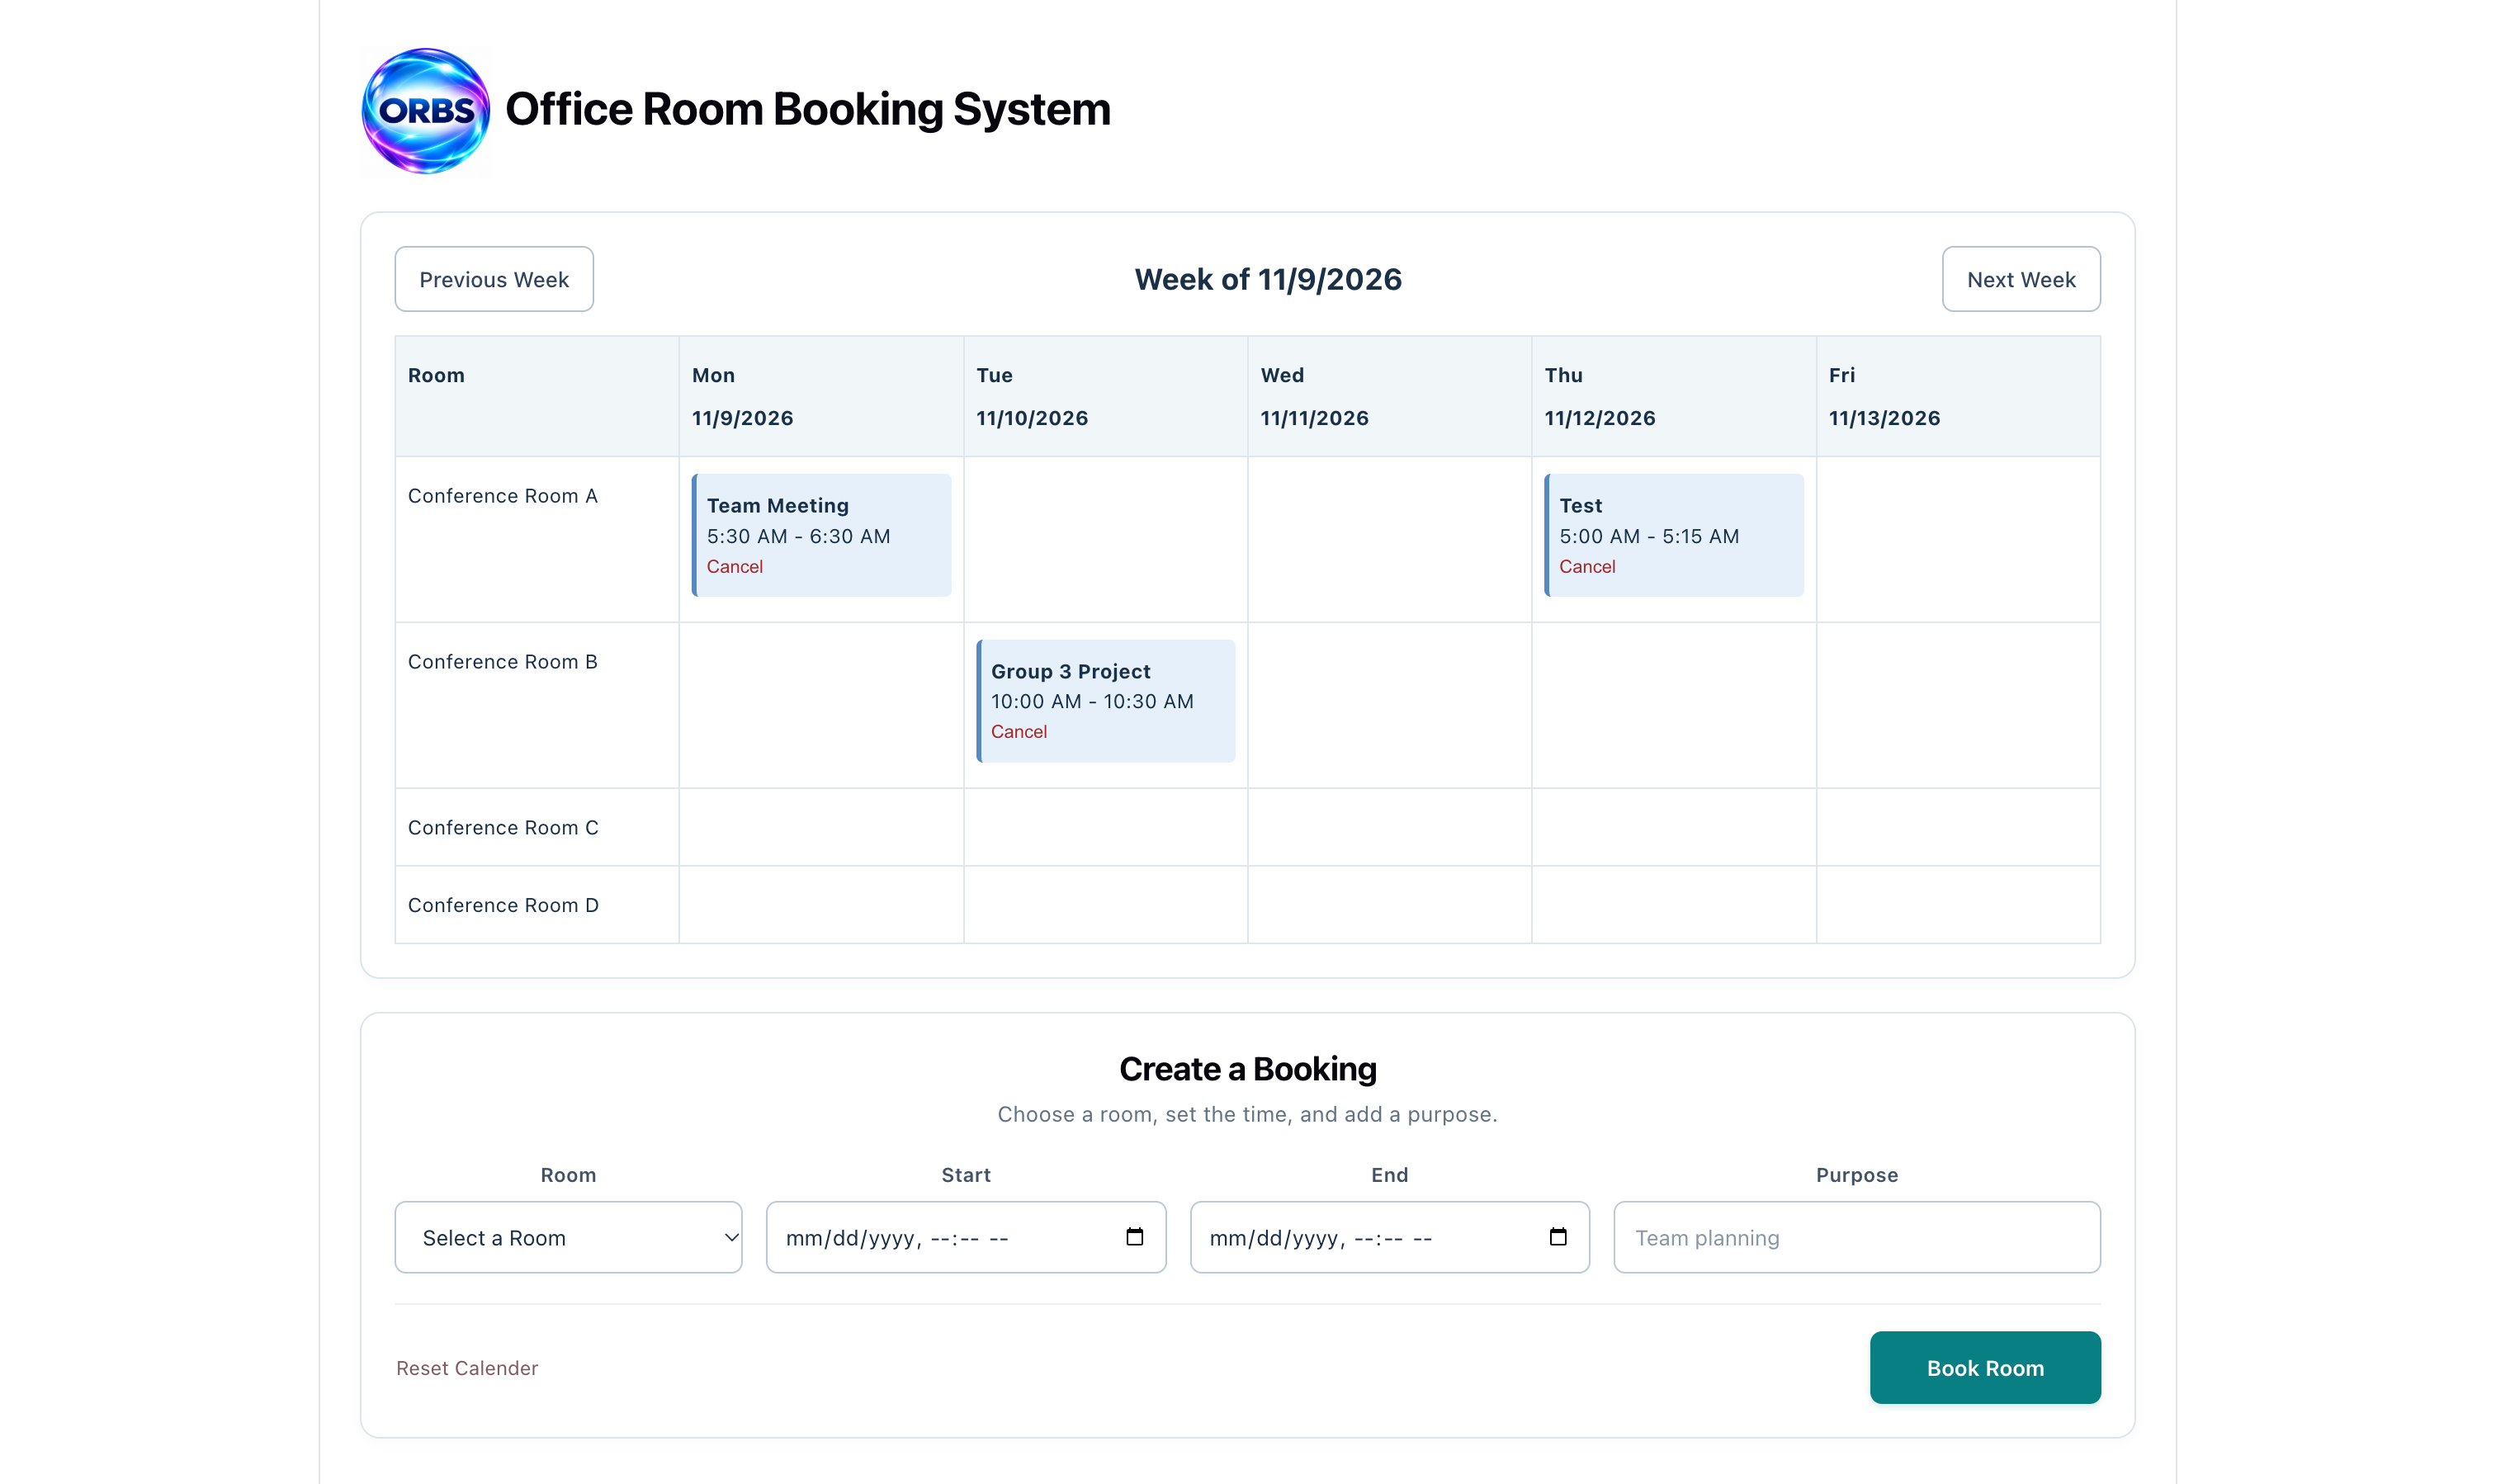 ORBS
Office Room Booking System
Previous Week
Week of 11/9/2026
Next Week
Room
Mon
11/9/2026
Tue
11/10/2026
Wed
11/11/2026
Thu
11/12/2026
Fri
11/13/2026
Conference Room A
Team Meeting
5:30 AM - 6:30 AM
Cancel
Test
5:00 AM - 5:15 AM
Cancel
Conference Room B
Group 3 Project
10:00 AM - 10:30 AM
Cancel
Conference Room C
Conference Room D
Create a Booking
Choose a room, set the time, and add a purpose.
Room
Start
End
Purpose
Select a Room
mm/dd/yyyy, --:-- --
mm/dd/yyyy, --:-- --
Team planning
Reset Calender
Book Room